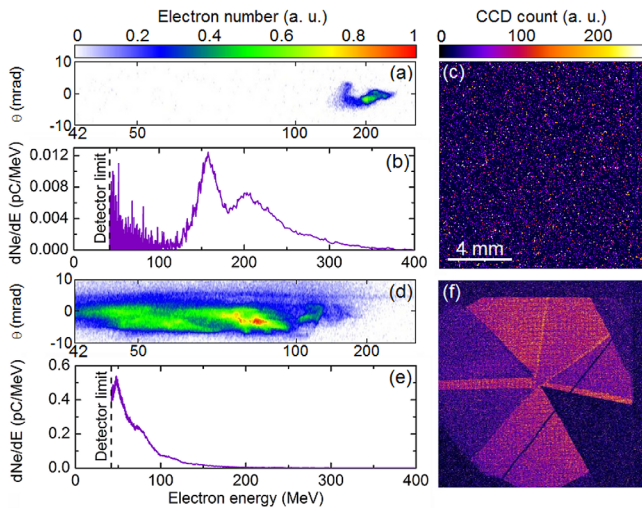 Electron number (a. u.)
0 0.2 0.4 0.6 0.8 1
CCD count (a. u.)
0 100 200
θ (mrad)
10
0
-10
(a)
42 50 100 200
(c)
4 mm
dNe/dE (pC/MeV)
0.012
0.008
0.004
0.000
Detector limit
(b)
0 100 200 300 400
θ (mrad)
10
0
-10
(d)
42 50 100 200
(f)
dNe/dE (pC/MeV)
0.6
0.4
0.2
0.0
Detector limit
(e)
0 100 200 300 400
Electron energy (MeV)